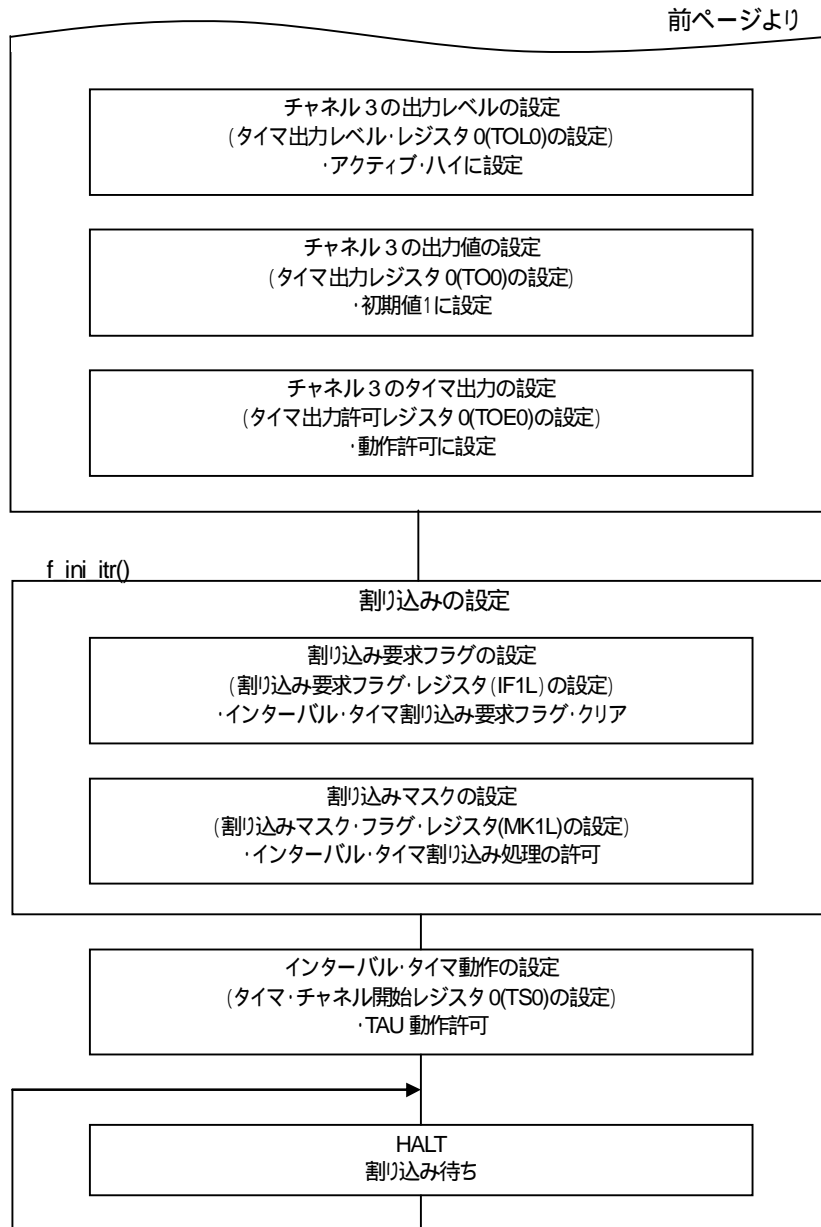 前ページより
チャネル3の出力レベルの設定
(タイマ出力レベル・レジスタ0(TOL0)の設定)
・アクティブ・ハイに設定
チャネル3の出力値の設定
(タイマ出力レジスタ0(TO0)の設定)
・初期値1に設定
チャネル3のタイマ出力の設定
(タイマ出力許可レジスタ0(TOE0)の設定)
・動作許可に設定
f_ini_itr()
割り込みの設定
割り込み要求フラグの設定
(割り込み要求フラグ・レジスタ(IF1L)の設定)
・インターバル・タイマ割り込み要求フラグ・クリア
割り込みマスクの設定
(割り込みマスク・フラグ・レジスタ(MK1L)の設定)
・インターバル・タイマ割り込み処理の許可
インターバル・タイマ動作の設定
(タイマ・チャネル開始レジスタ0(TS0)の設定)
・TAU 動作許可
HALT
割り込み待ち